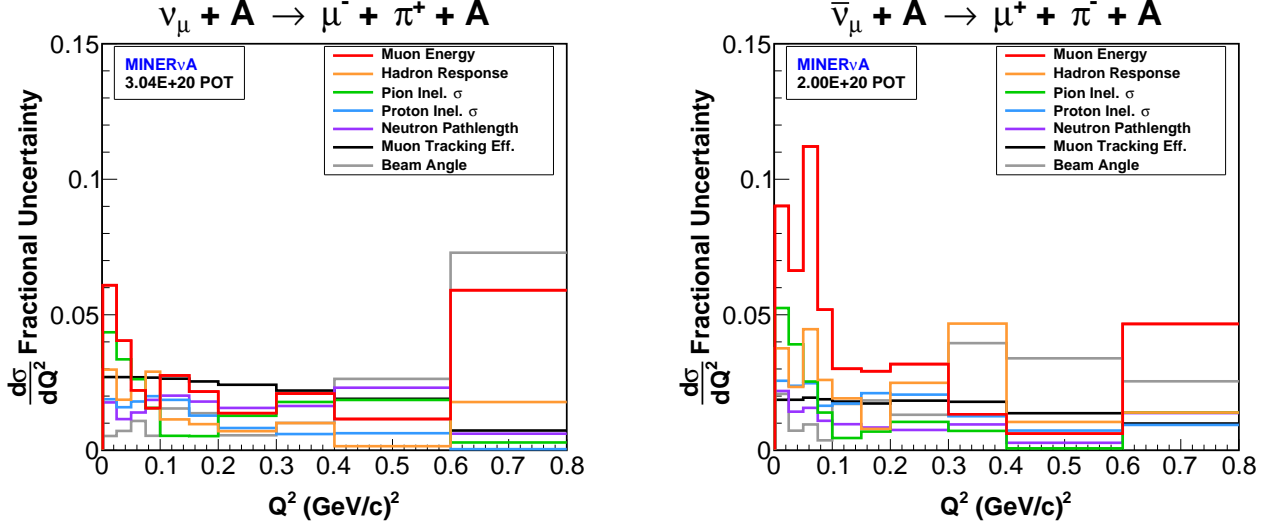 νμ + A → μ- + π+ + A
dσ/dQ² Fractional Uncertainty
0.15
0.1
0.05
0
MINERνA
3.04E+20 POT
Muon Energy
Hadron Response
Pion Inel. σ
Proton Inel. σ
Neutron Pathlength
Muon Tracking Eff.
Beam Angle
0 0.1 0.2 0.3 0.4 0.5 0.6 0.7 0.8
Q² (GeV/c)²
ν̄μ + A → μ+ + π- + A
dσ/dQ² Fractional Uncertainty
0.15
0.1
0.05
0
MINERνA
2.00E+20 POT
Muon Energy
Hadron Response
Pion Inel. σ
Proton Inel. σ
Neutron Pathlength
Muon Tracking Eff.
Beam Angle
0 0.1 0.2 0.3 0.4 0.5 0.6 0.7 0.8
Q² (GeV/c)²